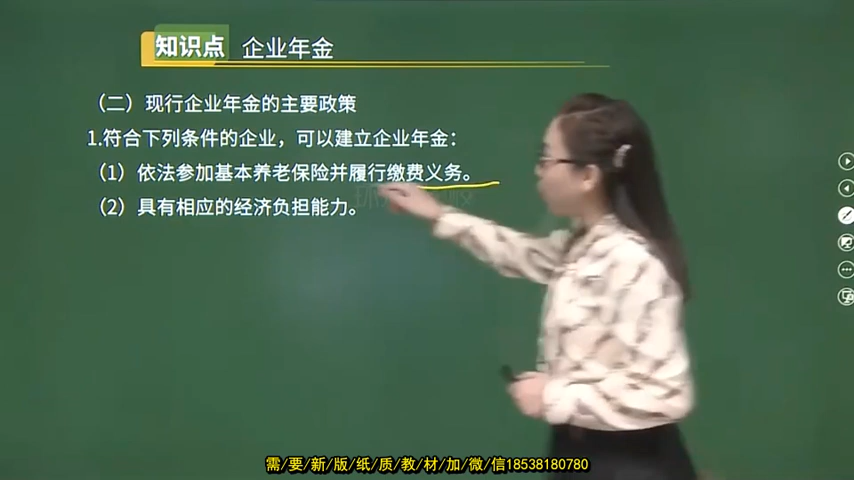 知识点 企业年金
（二）现行企业年金的主要政策
1.符合下列条件的企业，可以建立企业年金：
（1）依法参加基本养老保险并履行缴费义务。
（2）具有相应的经济负担能力。
需/要/新/版/纸/质/教/材/加/微/信18538180780